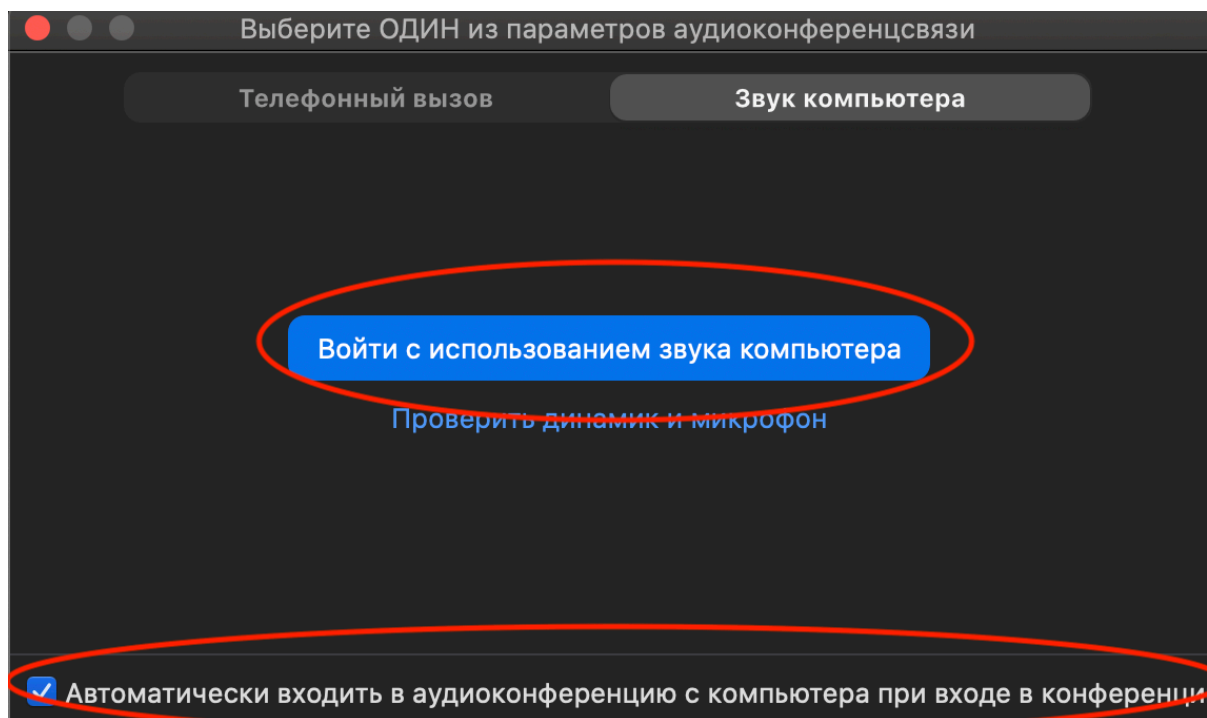 Выберите ОДИН из параметров аудиоконференцсвязи
Телефонный вызов
Звук компьютера
Войти с использованием звука компьютера
Проверить динамик и микрофон
Автоматически входить в аудиоконференцию с компьютера при входе в конференци